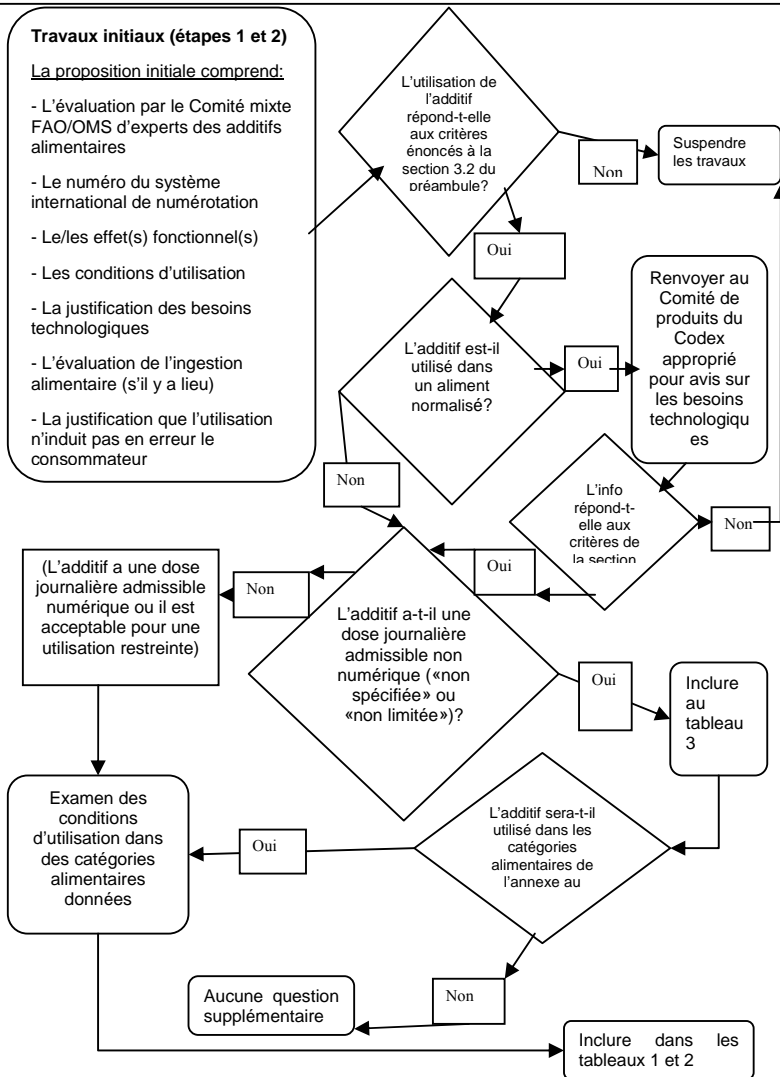 Travaux initiaux (étapes 1 et 2)
La proposition initiale comprend:
- L'évaluation par le Comité mixte
FAO/OMS d'experts des additifs
alimentaires
- Le numéro du système
international de numérotation
- Le/les effet(s) fonctionnel(s)
- Les conditions d'utilisation
- La justification des besoins
technologiques
- L'évaluation de l'ingestion
alimentaire (s'il y a lieu)
- La justification que l'utilisation
n'induit pas en erreur le
consommateur
L'utilisation de
l'additif
répond-t-elle
aux critères
énoncés à la
section 3.2 du
préambule?
Non
Suspendre
les travaux
Oui
L'additif est-il
utilisé dans
un aliment
normalisé?
Oui
Renvoyer au
Comité de
produits du
Codex
approprié
pour avis sur
les besoins
technologiqu
es
Non
L'info
répond-t-
elle aux
critères de
la section
Non
Oui
L'additif a-t-il une
dose journalière
admissible non
numérique («non
spécifiée» ou
«non limitée»)?
Non
(L'additif a une dose
journalière admissible
numérique ou il est
acceptable pour une
utilisation restreinte)
Oui
Inclure
au
tableau
3
L'additif sera-t-il
utilisé dans les
catégories
alimentaires de
l'annexe au
Oui
Examen des
conditions
d'utilisation dans
des catégories
alimentaires
données
Non
Aucune question
supplémentaire
Inclure dans les
tableaux 1 et 2